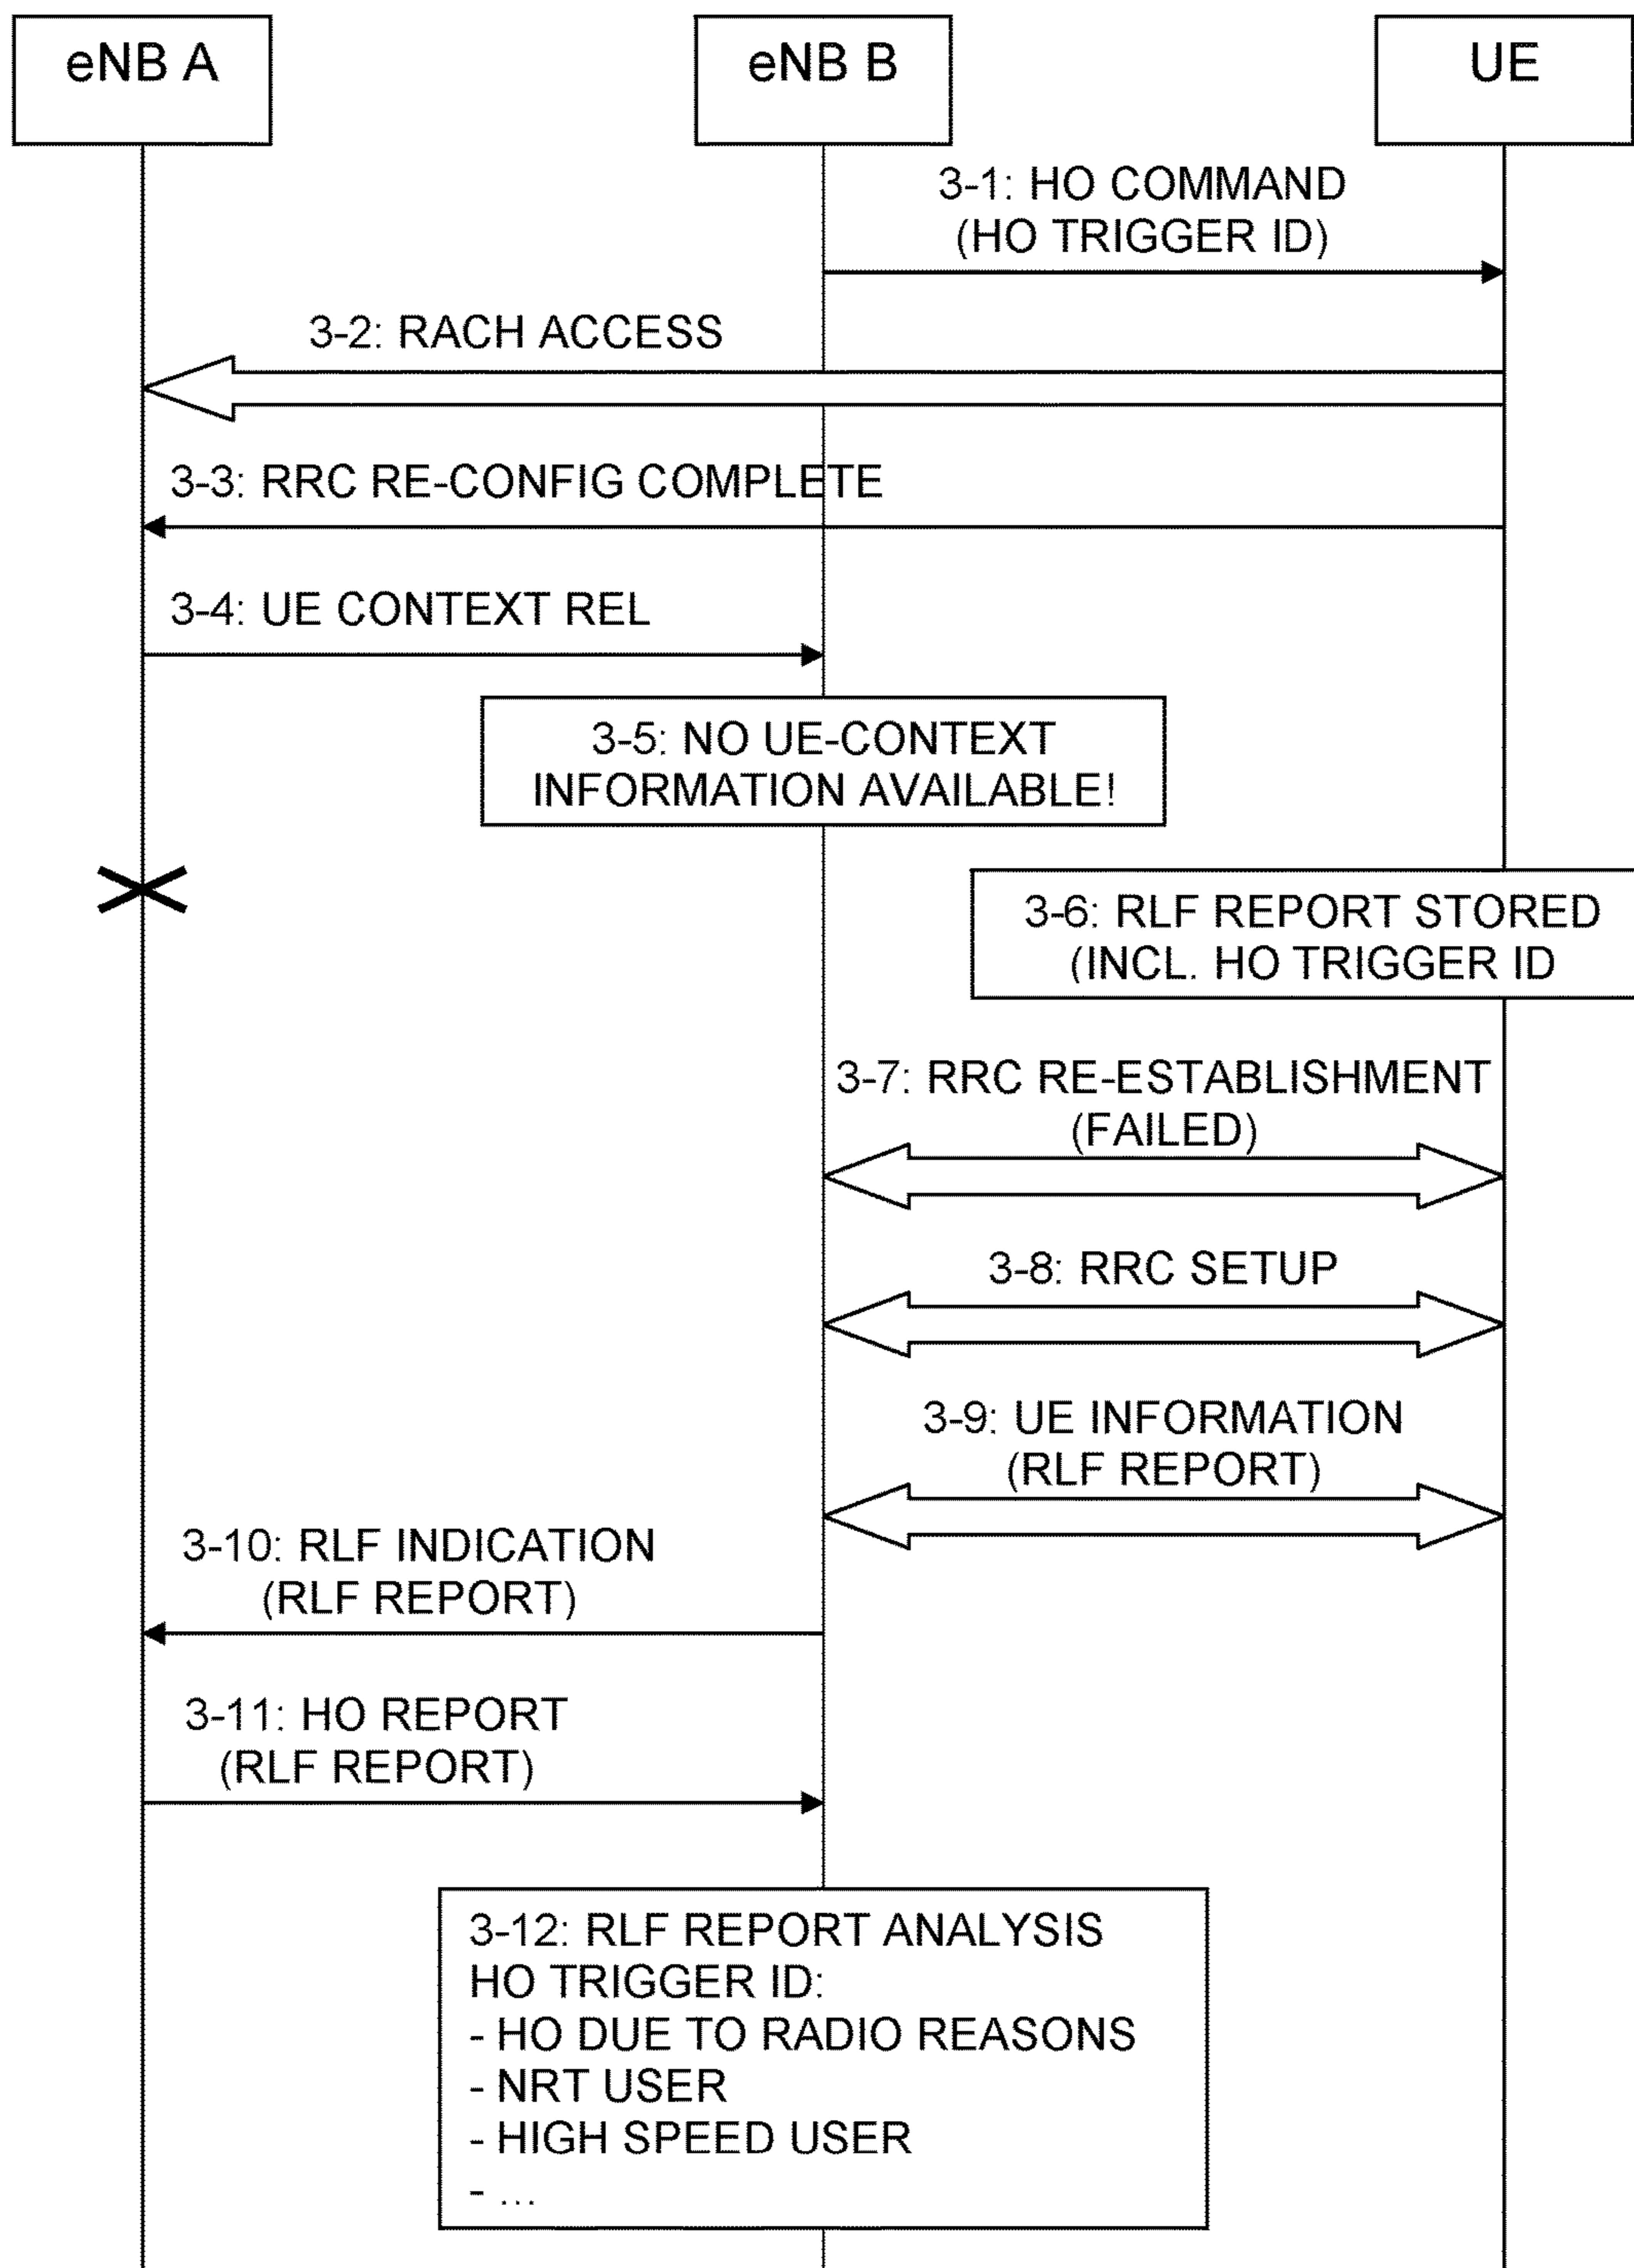 eNB A
eNB B
UE
3-1: HO COMMAND
(HO TRIGGER ID)
3-2: RACH ACCESS
3-3: RRC RE-CONFIG COMPLETE
3-4: UE CONTEXT REL
3-5: NO UE-CONTEXT
INFORMATION AVAILABLE!
3-6: RLF REPORT STORED
(INCL. HO TRIGGER ID
3-7: RRC RE-ESTABLISHMENT
(FAILED)
3-8: RRC SETUP
3-9: UE INFORMATION
(RLF REPORT)
3-10: RLF INDICATION
(RLF REPORT)
3-11: HO REPORT
(RLF REPORT)
3-12: RLF REPORT ANALYSIS
HO TRIGGER ID:
- HO DUE TO RADIO REASONS
- NRT USER
- HIGH SPEED USER
- ...